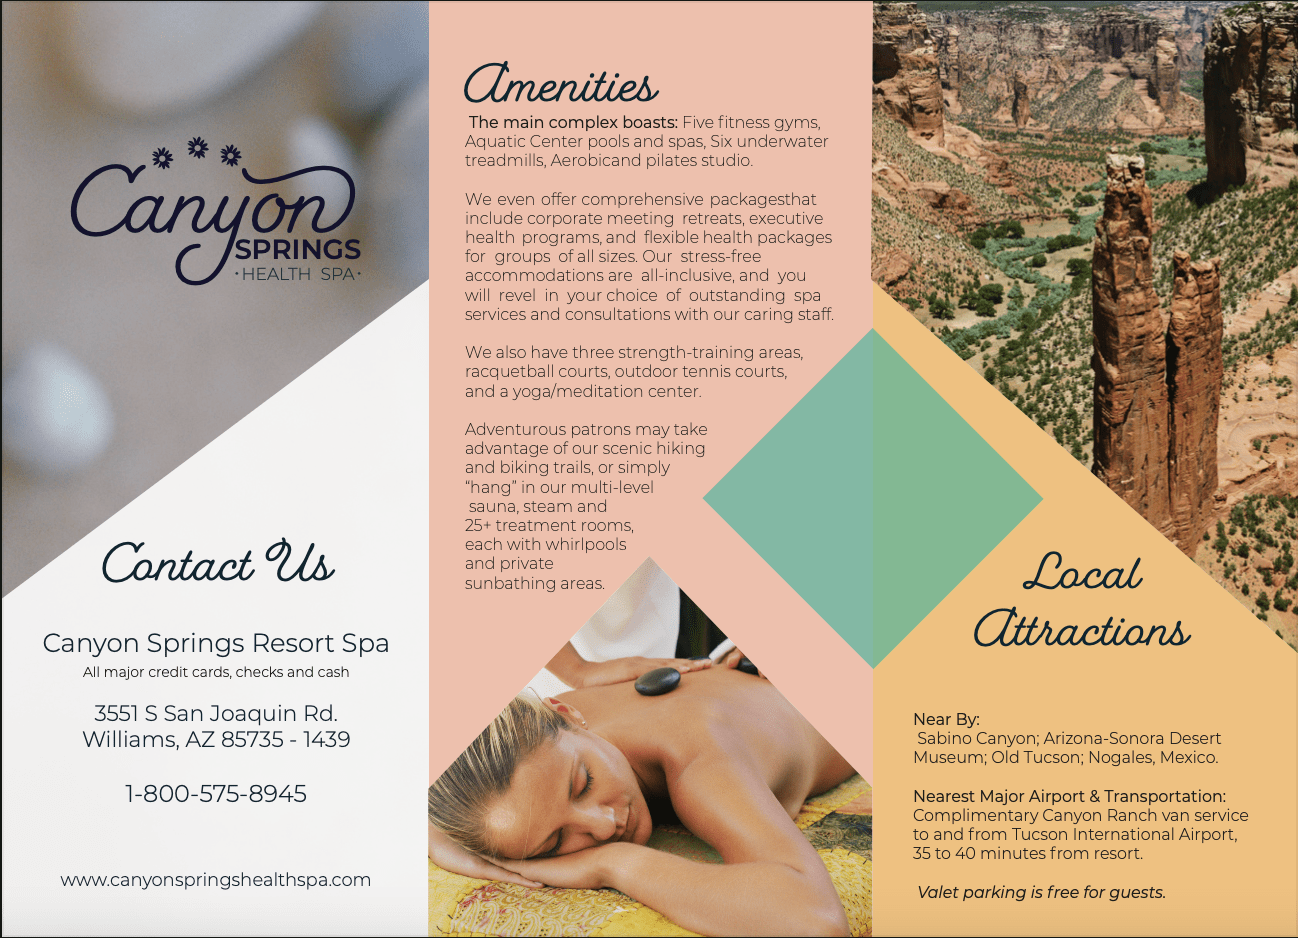 Canyon
SPRINGS
·HEALTH SPA·
Contact Us
Canyon Springs Resort Spa
All major credit cards, checks and cash
3551 S San Joaquin Rd.
Williams, AZ 85735 - 1439
1-800-575-8945
www.canyonspringshealthspa.com
Amenities
The main complex boasts: Five fitness gyms,
Aquatic Center pools and spas, Six underwater
treadmills, Aerobicand pilates studio.
We even offer comprehensive packagesthat
include corporate meeting retreats, executive
health programs, and flexible health packages
for groups of all sizes. Our stress-free
accommodations are all-inclusive, and you
will revel in your choice of outstanding spa
services and consultations with our caring staff.
We also have three strength-training areas,
racquetball courts, outdoor tennis courts,
and a yoga/meditation center.
Adventurous patrons may take
advantage of our scenic hiking
and biking trails, or simply
“hang” in our multi-level
sauna, steam and
25+ treatment rooms,
each with whirlpools
and private
sunbathing areas.
Local
Attractions
Near By:
Sabino Canyon; Arizona-Sonora Desert
Museum; Old Tucson; Nogales, Mexico.
Nearest Major Airport & Transportation:
Complimentary Canyon Ranch van service
to and from Tucson International Airport,
35 to 40 minutes from resort.
Valet parking is free for guests.